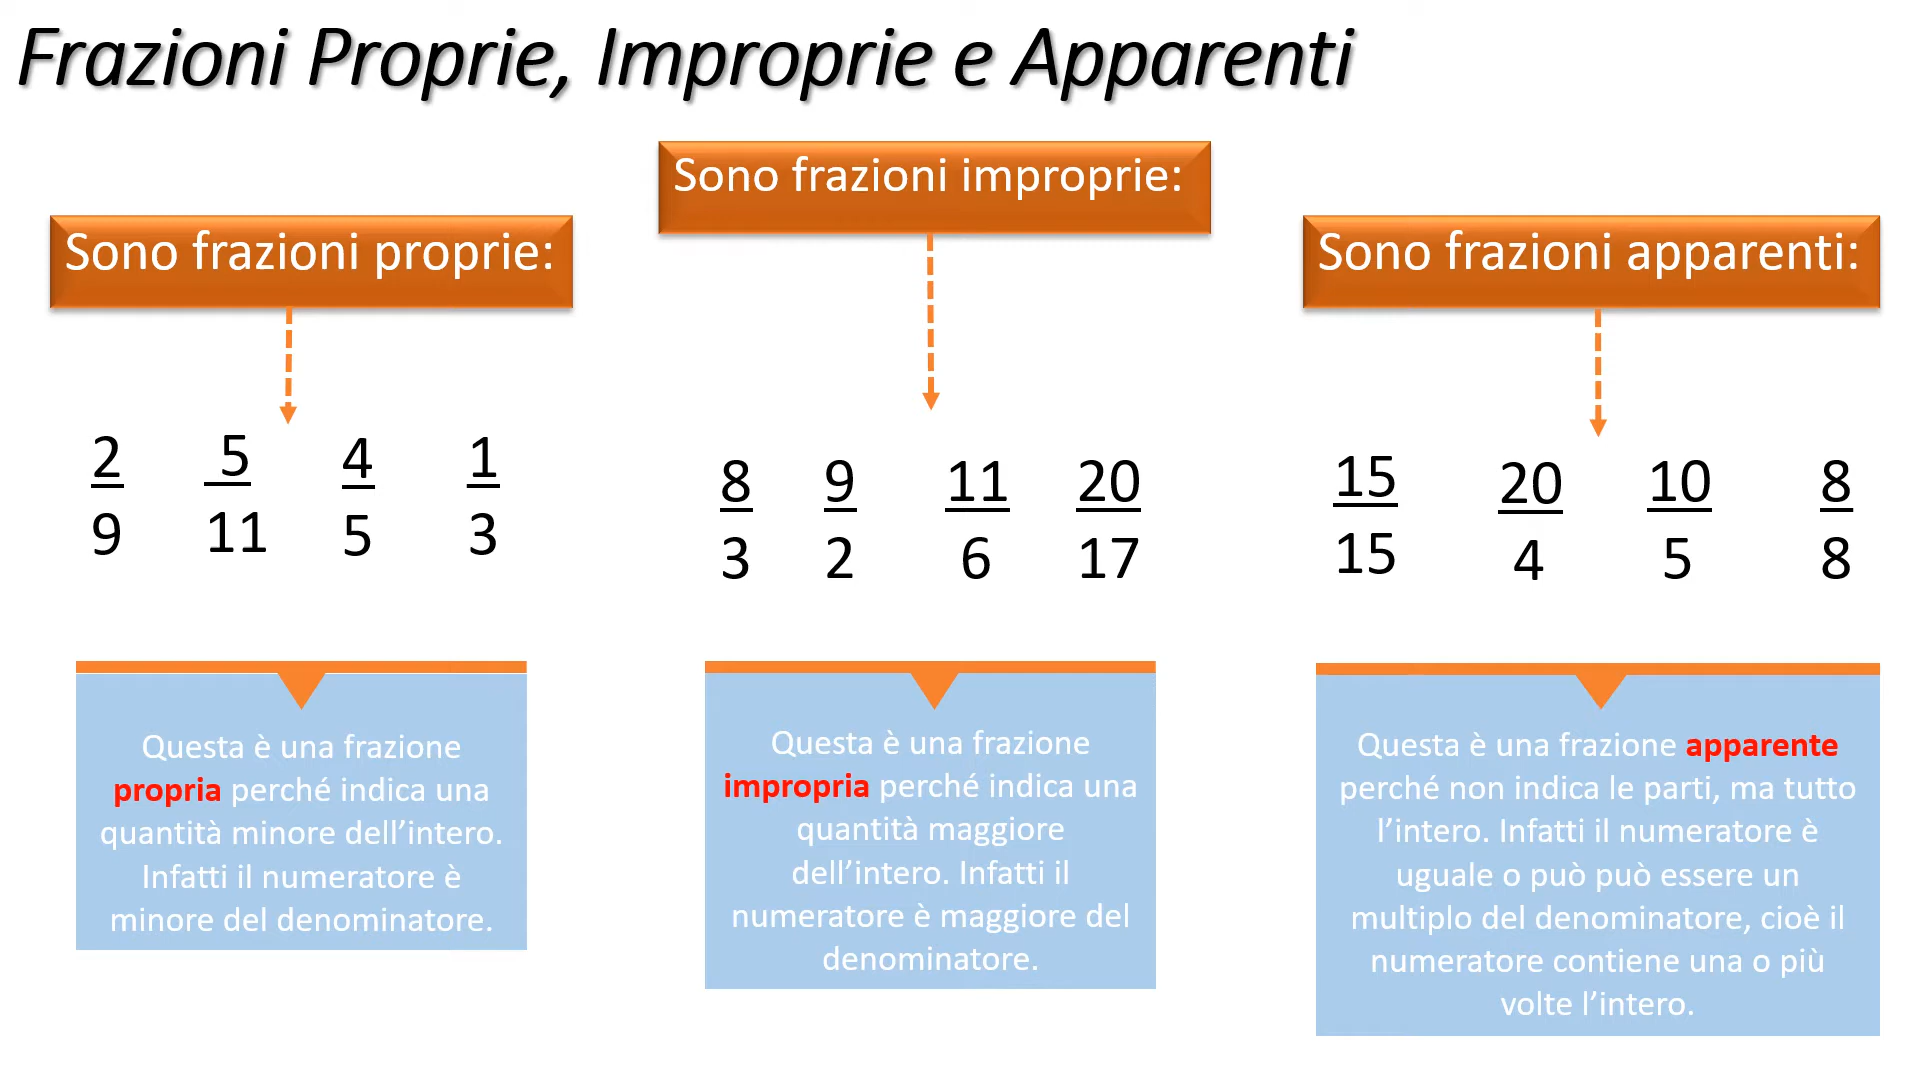 Frazioni Proprie, Improprie e Apparenti
Sono frazioni proprie:
2 5 4 1
9 11 5 3
Questa è una frazione
propria perché indica una
quantità minore dell’intero.
Infatti il numeratore è
minore del denominatore.
Sono frazioni improprie:
8 9 11 20
3 2 6 17
Questa è una frazione
impropria perché indica una
quantità maggiore
dell’intero. Infatti il
numeratore è maggiore del
denominatore.
Sono frazioni apparenti:
15 20 10 8
15 4 5 8
Questa è una frazione apparente
perché non indica le parti, ma tutto
l’intero. Infatti il numeratore è
uguale o può può essere un
multiplo del denominatore, cioè il
numeratore contiene una o più
volte l’intero.